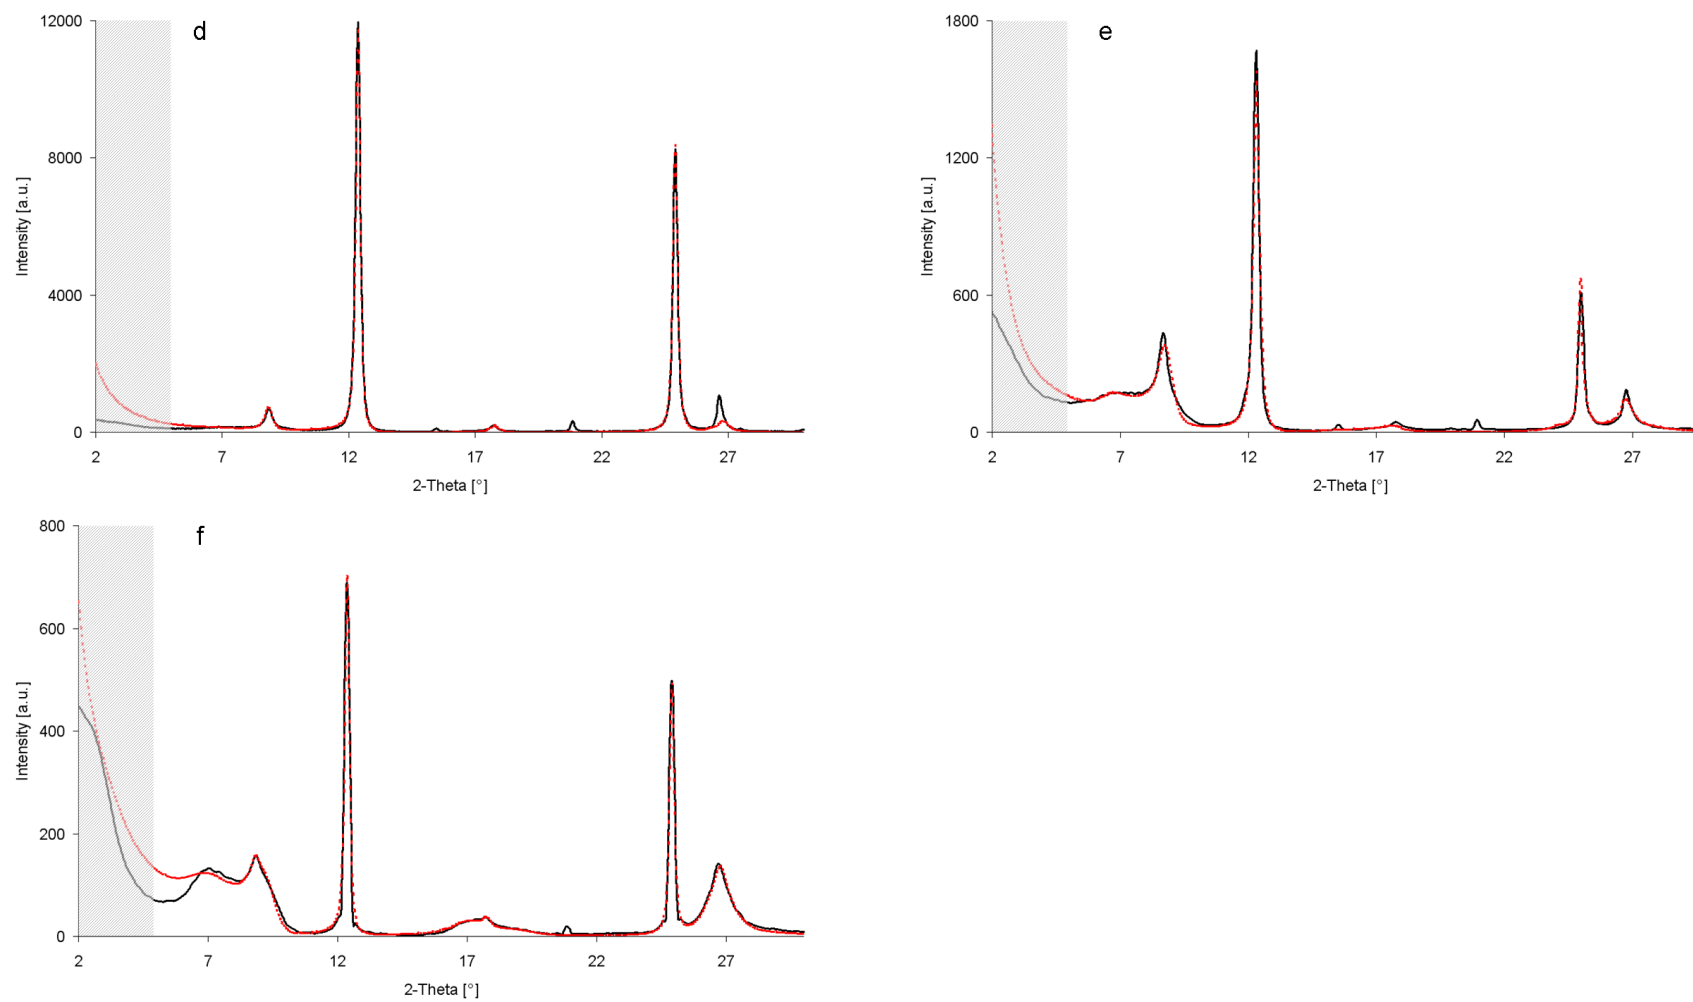 d
Intensity [a.u.]
12000
8000
4000
0
2 7 12 17 22 27
2-Theta [°]
e
Intensity [a.u.]
1800
1200
600
0
2 7 12 17 22 27
2-Theta [°]
f
Intensity [a.u.]
800
600
400
200
0
2 7 12 17 22 27
2-Theta [°]